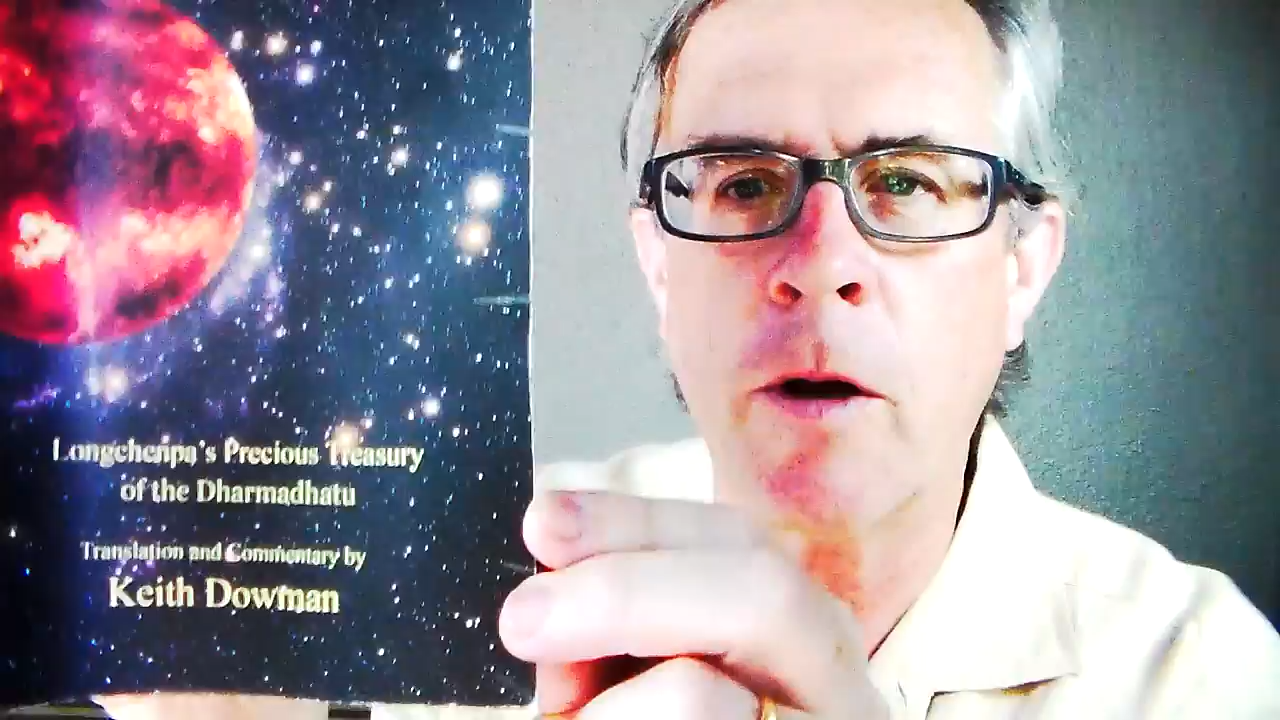 Longchenpa's Precious Treasury
of the Dharmadhatu
Translation and Commentary by
Keith Dowman